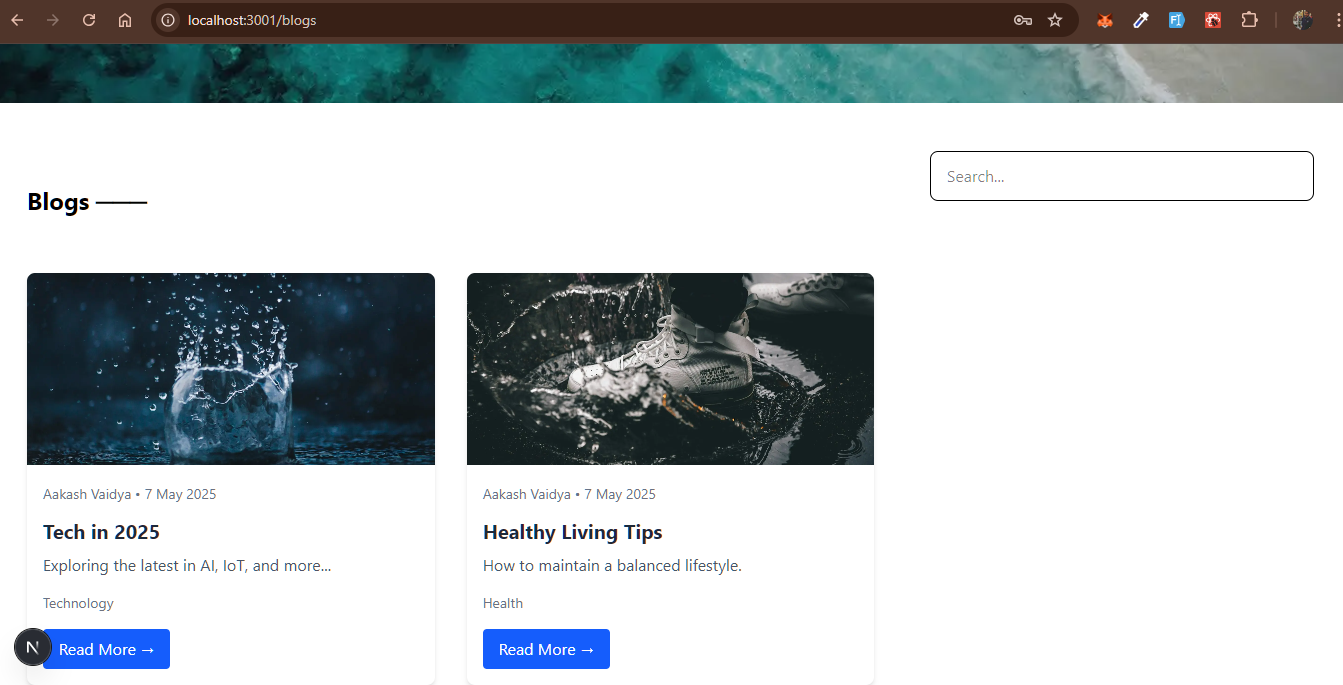 localhost:3001/blogs
Search...
Blogs ——
Aakash Vaidya • 7 May 2025
Tech in 2025
Exploring the latest in AI, IoT, and more...
Technology
Read More →
Aakash Vaidya • 7 May 2025
Healthy Living Tips
How to maintain a balanced lifestyle.
Health
Read More →
N